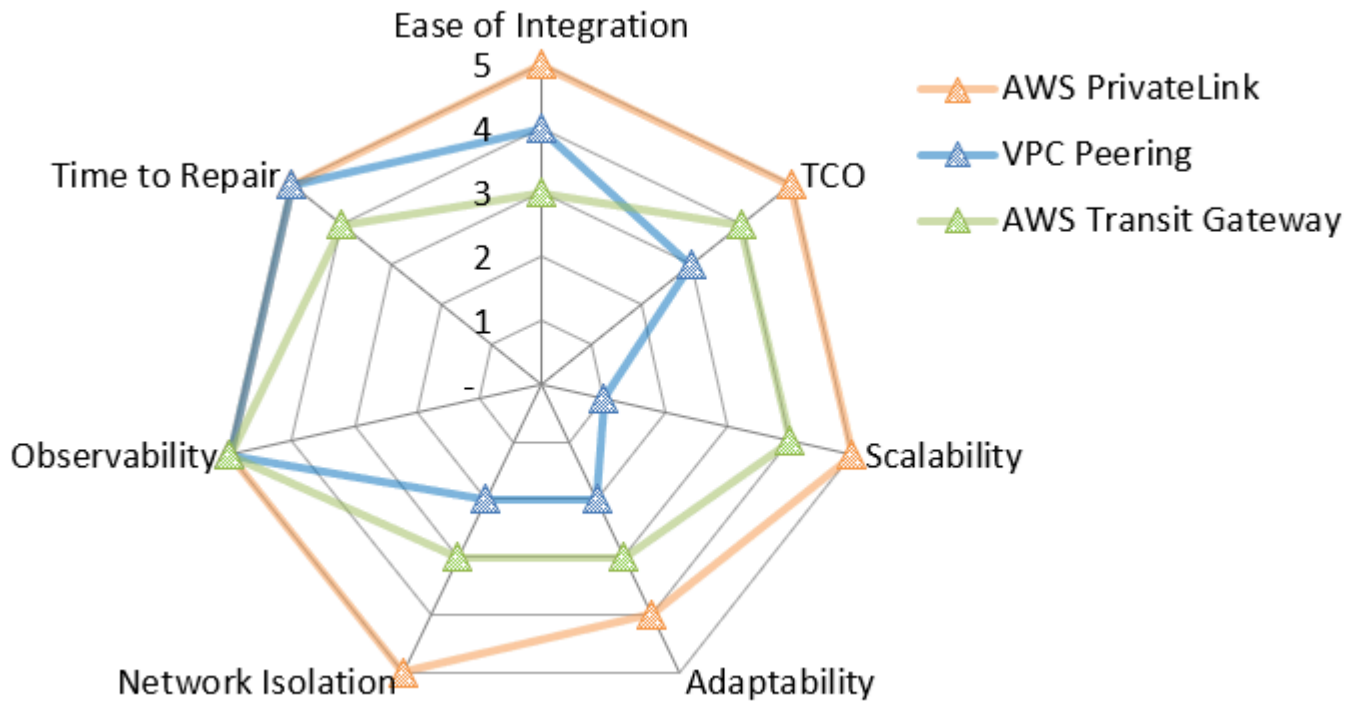 Ease of Integration
5
4
3
2
1
-
AWS PrivateLink
VPC Peering
AWS Transit Gateway
Time to Repair
TCO
Observability
Scalability
Network Isolation
Adaptability